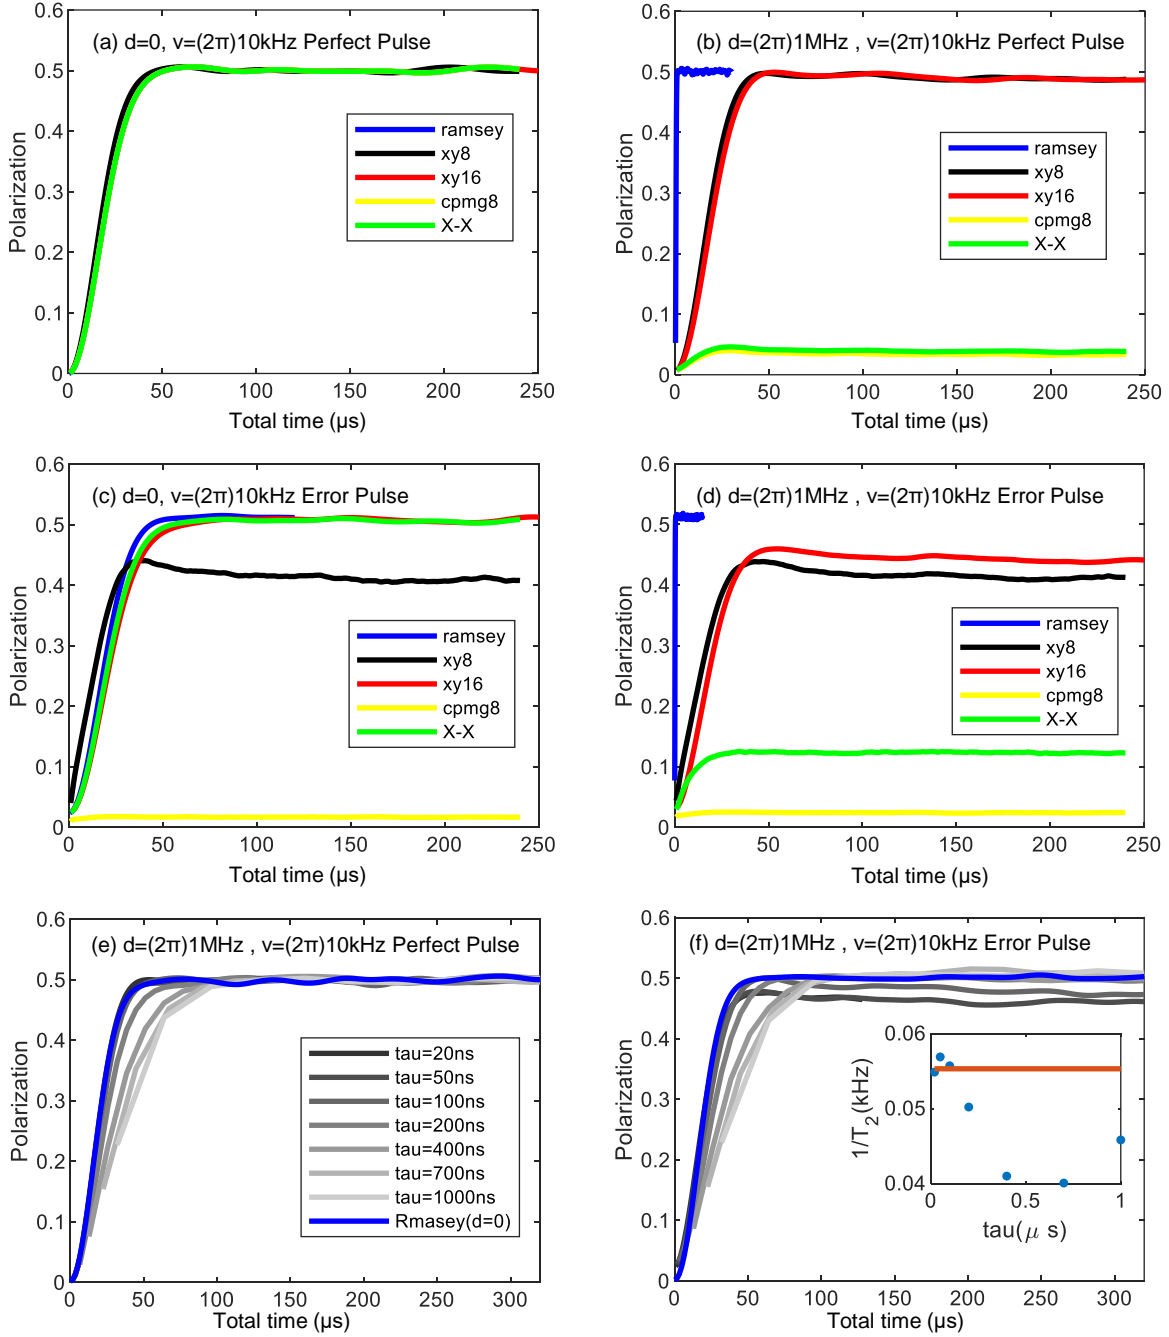 (a) d=0, v=(2π)10kHz Perfect Pulse
0.6
0.5
0.4
0.3
0.2
0.1
0
Polarization
ramsey
xy8
xy16
cpmg8
X-X
0 50 100 150 200 250
Total time (μs)
(b) d=(2π)1MHz , v=(2π)10kHz Perfect Pulse
0.6
0.5
0.4
0.3
0.2
0.1
0
Polarization
ramsey
xy8
xy16
cpmg8
X-X
0 50 100 150 200 250
Total time (μs)
(c) d=0, v=(2π)10kHz Error Pulse
0.6
0.5
0.4
0.3
0.2
0.1
0
Polarization
ramsey
xy8
xy16
cpmg8
X-X
0 50 100 150 200 250
Total time (μs)
(d) d=(2π)1MHz , v=(2π)10kHz Error Pulse
0.6
0.5
0.4
0.3
0.2
0.1
0
Polarization
ramsey
xy8
xy16
cpmg8
X-X
0 50 100 150 200 250
Total time (μs)
(e) d=(2π)1MHz , v=(2π)10kHz Perfect Pulse
0.6
0.5
0.4
0.3
0.2
0.1
0
Polarization
tau=20ns
tau=50ns
tau=100ns
tau=200ns
tau=400ns
tau=700ns
tau=1000ns
Rmasey(d=0)
0 50 100 150 200 250 300
Total time (μs)
(f) d=(2π)1MHz , v=(2π)10kHz Error Pulse
0.6
0.5
0.4
0.3
0.2
0.1
0
Polarization
0.06
0.05
0.04
1/T2(kHz)
0 0.5 1
tau(μ s)
0 50 100 150 200 250 300
Total time (μs)